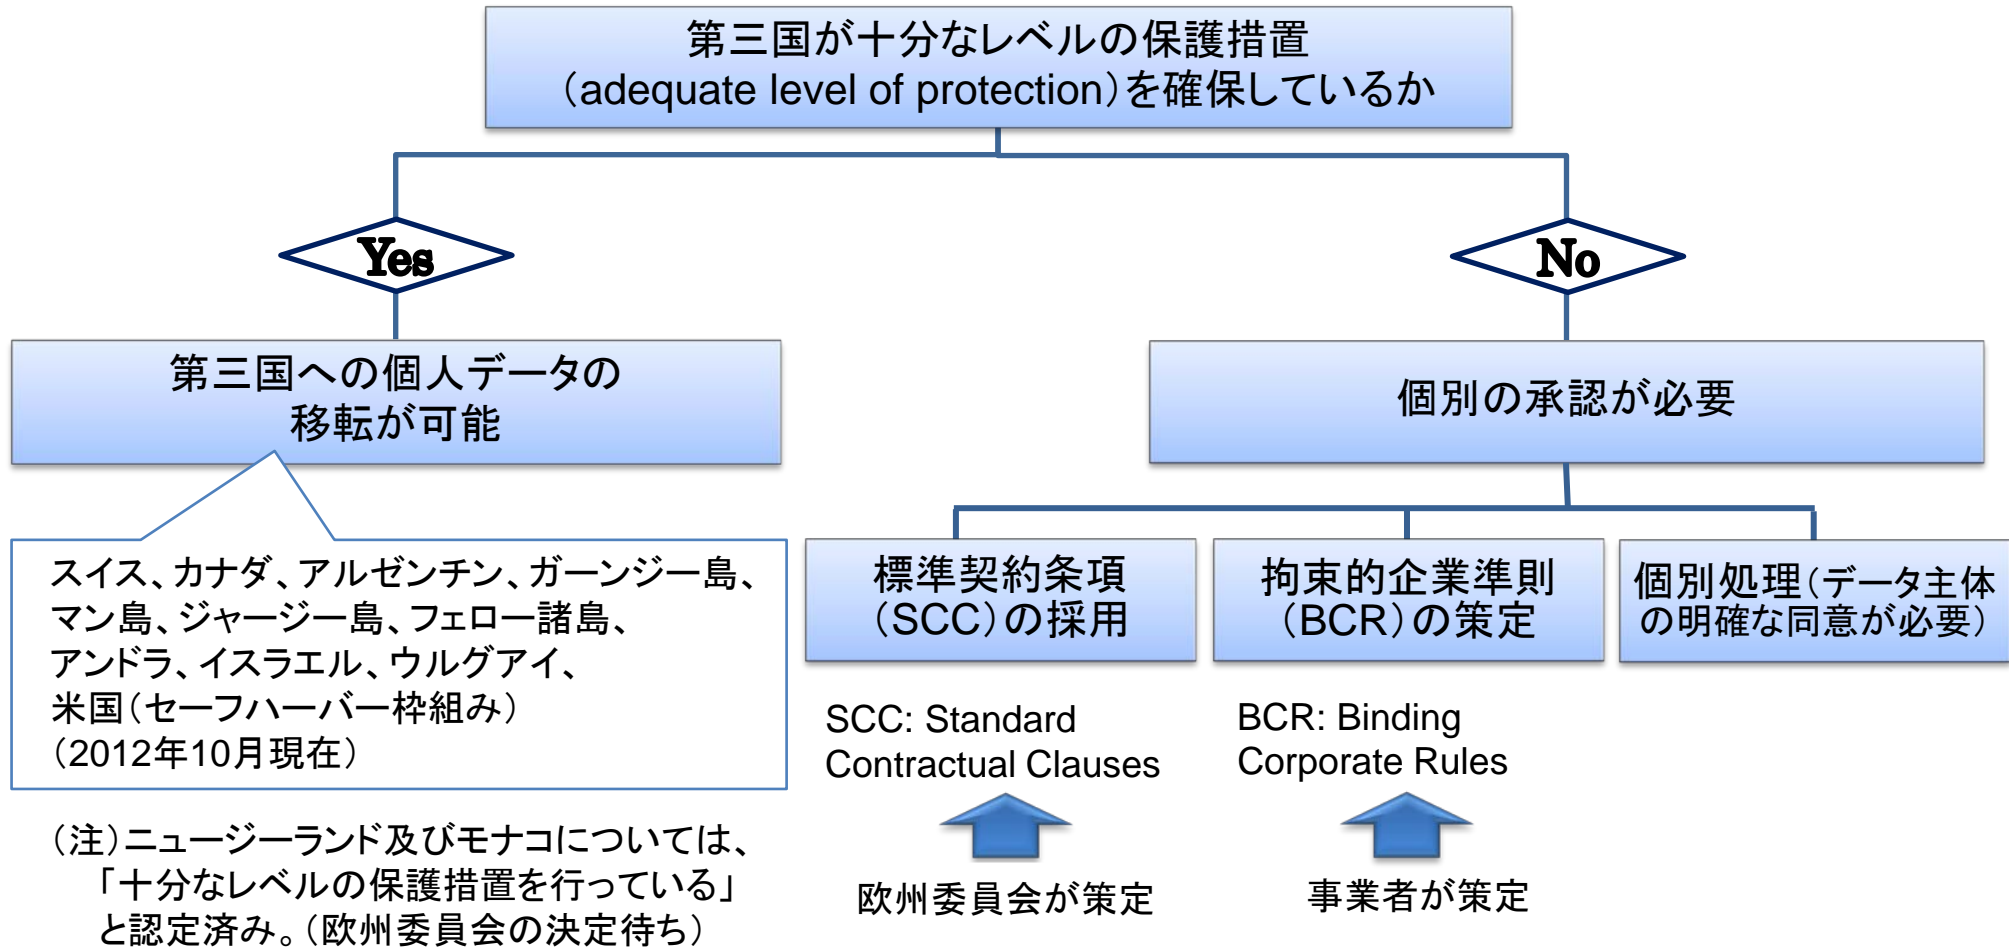 第三国が十分なレベルの保護措置
（adequate level of protection）を確保しているか
Yes
No
第三国への個人データの
移転が可能
個別の承認が必要
スイス、カナダ、アルゼンチン、ガーンジー島、
マン島、ジャージー島、フェロー諸島、
アンドラ、イスラエル、ウルグアイ、
米国（セーフハーバー枠組み）
（2012年10月現在）
（注）ニュージーランド及びモナコについては、
「十分なレベルの保護措置を行っている」
と認定済み。（欧州委員会の決定待ち）
標準契約条項
（SCC）の採用
拘束的企業準則
（BCR）の策定
個別処理（データ主体
の明確な同意が必要）
SCC: Standard
Contractual Clauses
BCR: Binding
Corporate Rules
欧州委員会が策定
事業者が策定